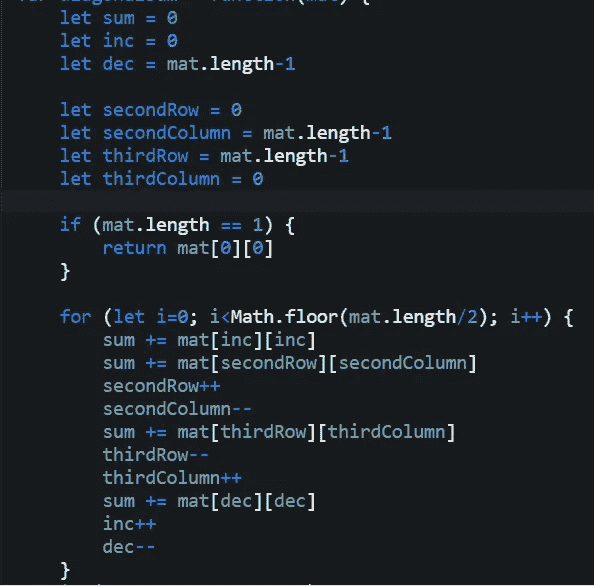 let sum = 0
let inc = 0
let dec = mat.length-1
let secondRow = 0
let secondColumn = mat.length-1
let thirdRow = mat.length-1
let thirdColumn = 0
if (mat.length == 1) {
return mat[0][0]
}
for (let i=0; i<Math.floor(mat.length/2); i++) {
sum += mat[inc][inc]
sum += mat[secondRow][secondColumn]
secondRow++
secondColumn--
sum += mat[thirdRow][thirdColumn]
thirdRow--
thirdColumn++
sum += mat[dec][dec]
inc++
dec--
}